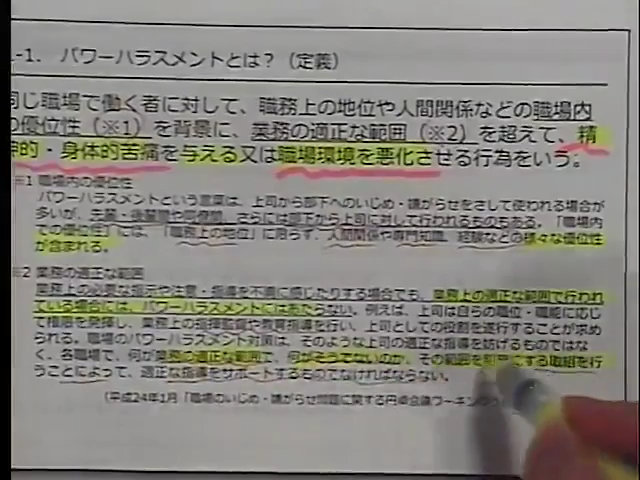 -1. パワーハラスメントとは?（定義）
同じ職場で働く者に対して、職務上の地位や人間関係などの職場内
の優位性（※1）を背景に、業務の適正な範囲（※2）を超えて、精
神的・身体的苦痛を与える又は職場環境を悪化させる行為をいう。
※1 職場内の優位性
パワーハラスメントという言葉は、上司から部下へのいじめ・嫌がらせをさして使われる場合が
多いが、先輩・後輩間や同僚間、さらには部下から上司に対して行われるものもある。「職場内
での優位性」には、「職務上の地位」に限らず、人間関係や専門知識、経験などの様々な優位性
が含まれる。
※2 業務の適正な範囲
業務上の必要な指示や注意・指導を不満に感じたりする場合でも、業務上の適正な範囲で行われ
ている場合には、パワーハラスメントにはあたらない。例えば、上司は自らの職位・職能に応じ
て権限を発揮し、業務上の指揮監督や教育指導を行い、上司としての役割を遂行することが求め
られる。職場のパワーハラスメント対策は、そのような上司の適正な指導を妨げるものではな
く、各職場で、何が業務の適正な範囲で、何がそうでないのか、その範囲を明確にする取組を行
うことによって、適正な指導をサポートするものでなければならない。
（平成24年1月「職場のいじめ・嫌がらせ問題に関する円卓会議ワーキング